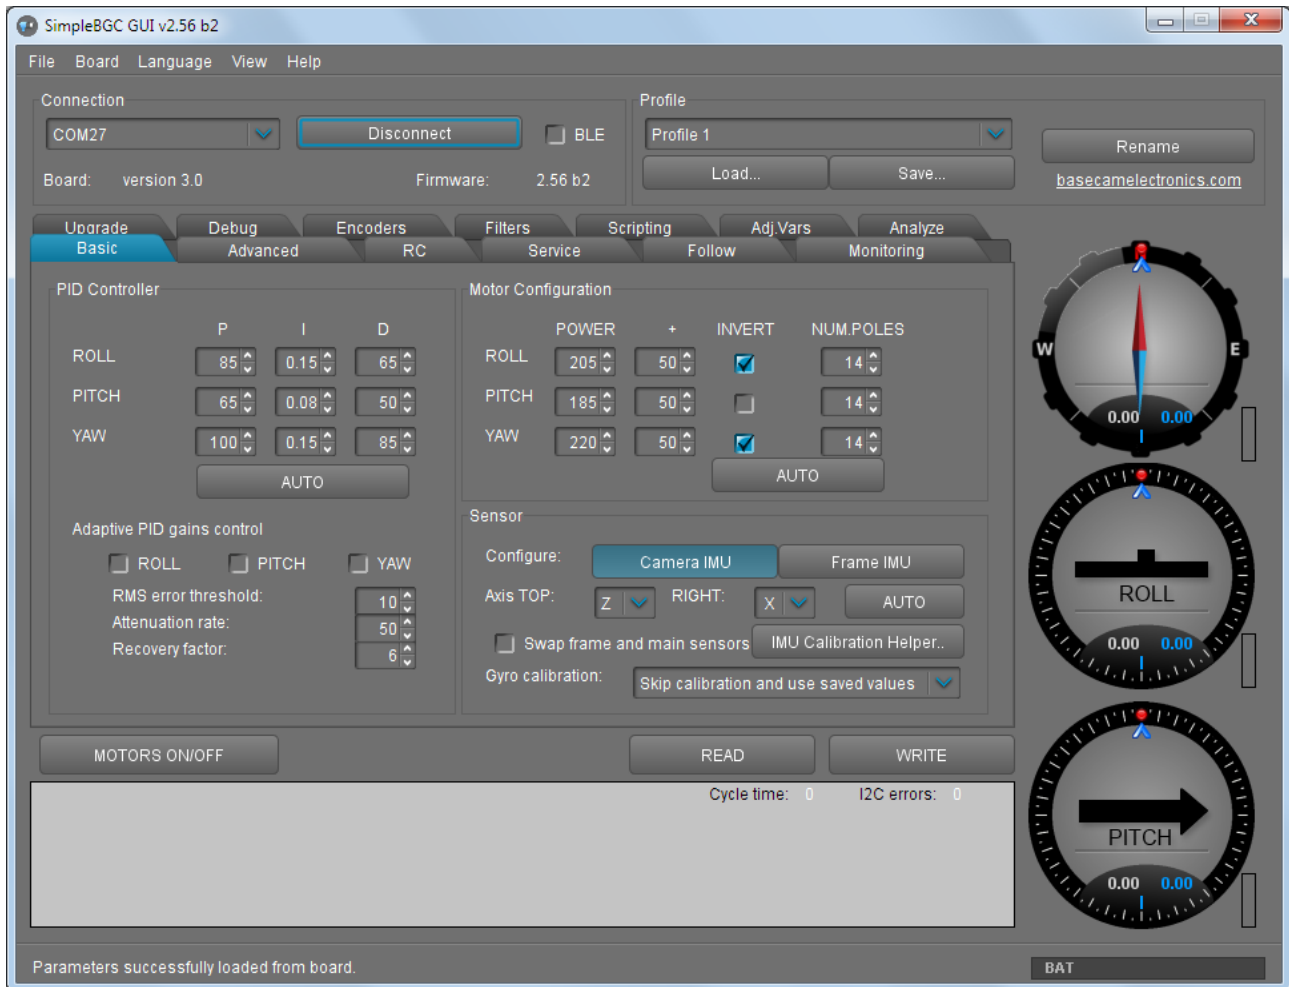 SimpleBGC GUI v2.56 b2
File Board Language View Help
Connection
COM27 Disconnect BLE
Board: version 3.0 Firmware: 2.56 b2
Profile
Profile 1
Load... Save...
Rename
basecamelectronics.com
Upgrade Debug Encoders Filters Scripting Adj.Vars Analyze
Basic Advanced RC Service Follow Monitoring
PID Controller
P I D
ROLL 85 0.15 65
PITCH 65 0.08 50
YAW 100 0.15 85
AUTO
Adaptive PID gains control
ROLL PITCH YAW
RMS error threshold: 10
Attenuation rate: 50
Recovery factor: 6
Motor Configuration
POWER + INVERT NUM.POLES
ROLL 205 50 14
PITCH 185 50 14
YAW 220 50 14
AUTO
Sensor
Configure: Camera IMU Frame IMU
Axis TOP: Z RIGHT: X AUTO
Swap frame and main sensors IMU Calibration Helper..
Gyro calibration: Skip calibration and use saved values
W E
0.00 0.00
ROLL
0.00 0.00
PITCH
0.00 0.00
MOTORS ON/OFF READ WRITE
Cycle time: 0 I2C errors: 0
Parameters successfully loaded from board.
BAT